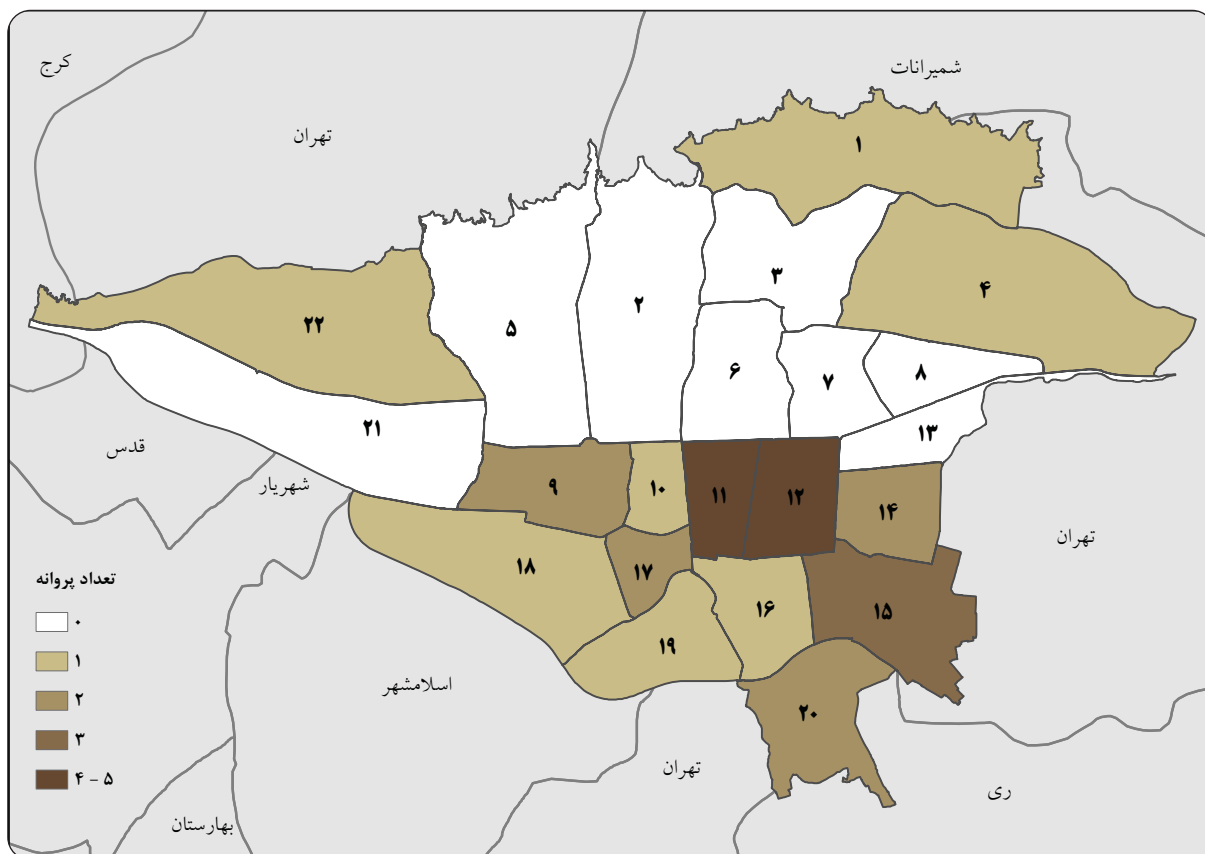 کرج
شمیرانات
تهران
۱
۳
۴
۲
۵
۲۲
۶
۷
۸
۲۱
۱۳
قدس
شهریار
۹
۱۰
۱۱
۱۲
۱۴
تهران
۱۸
۱۷
۱۶
۱۵
۱۹
اسلامشهر
۲۰
تهران
ری
بهارستان
تعداد پروانه
۰
۱
۲
۳
۴ - ۵